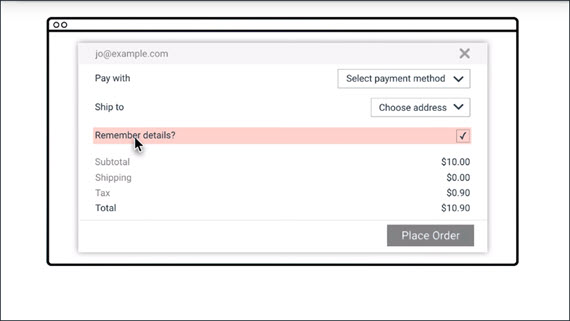 jo@example.com
Pay with Select payment method
Ship to Choose address
Remember details?
Subtotal $10.00
Shipping $0.00
Tax $0.90
Total $10.90
Place Order